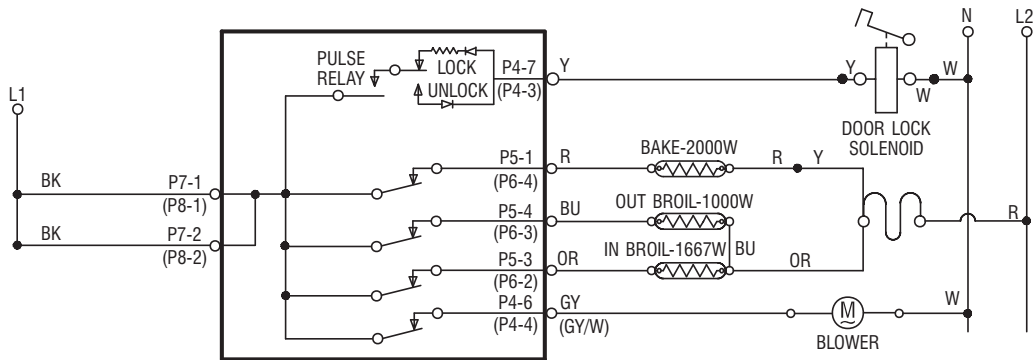 N
L2
PULSE
RELAY
LOCK
UNLOCK
P4-7
(P4-3)
Y
Y
W
W
DOOR LOCK
SOLENOID
L1
BK
P7-1
(P8-1)
BK
P7-2
(P8-2)
P5-1
(P6-4)
R
BAKE-2000W
R
Y
P5-4
(P6-3)
BU
OUT BROIL-1000W
BU
R
P5-3
(P6-2)
OR
IN BROIL-1667W
OR
P4-6
(P4-4)
GY
(GY/W)
M
BLOWER
W